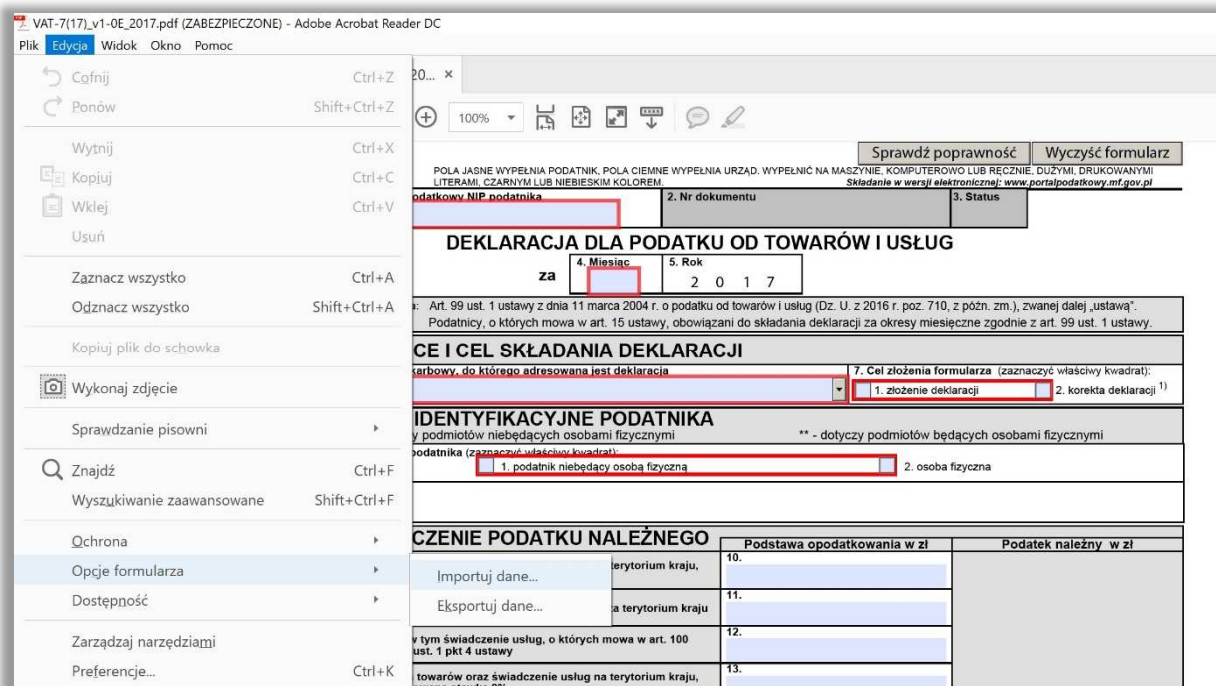 VAT-7(17)_v1-0E_2017.pdf (ZABEZPIECZONE) - Adobe Acrobat Reader DC
Plik Edycja Widok Okno Pomoc
Cofnij Ctrl+Z
Ponów Shift+Ctrl+Z
Wytnij Ctrl+X
Kopiuj Ctrl+C
Wklej Ctrl+V
Usuń
Zaznacz wszystko Ctrl+A
Odznacz wszystko Shift+Ctrl+A
Kopiuj plik do schowka
Wykonaj zdjęcie
Sprawdzanie pisowni
Znajdź Ctrl+F
Wyszukiwanie zaawansowane Shift+Ctrl+F
Ochrona
Opcje formularza
Dostępność
Zarządzaj narzędziami
Preferencje... Ctrl+K
Importuj dane...
Eksportuj dane...
20... ×
100%
Sprawdź poprawność Wyczyść formularz
POLA JASNE WYPEŁNIA PODATNIK, POLA CIEMNE WYPEŁNIA URZĄD. WYPEŁNIĆ NA MASZYNIE, KOMPUTEROWO LUB RĘCZNIE, DUŻYMI, DRUKOWANYMI
LITERAMI, CZARNYM LUB NIEBIESKIM KOLOREM. Składanie w wersji elektronicznej: www.portalpodatkowy.mf.gov.pl
odatkowy NIP podatnika 2. Nr dokumentu 3. Status
DEKLARACJA DLA PODATKU OD TOWARÓW I USŁUG
za 4. Miesiąc 5. Rok
2 0 1 7
Art. 99 ust. 1 ustawy z dnia 11 marca 2004 r. o podatku od towarów i usług (Dz. U. z 2016 r. poz. 710, z późn. zm.), zwanej dalej „ustawą”.
Podatnicy, o których mowa w art. 15 ustawy, obowiązani do składania deklaracji za okresy miesięczne zgodnie z art. 99 ust. 1 ustawy.
CE I CEL SKŁADANIA DEKLARACJI
karbowy, do którego adresowana jest deklaracja 7. Cel złożenia formularza (zaznaczyć właściwy kwadrat):
1. złożenie deklaracji 2. korekta deklaracji 1)
IDENTYFIKACYJNE PODATNIKA
y podmiotów niebędących osobami fizycznymi ** - dotyczy podmiotów będących osobami fizycznymi
podatnika (zaznaczyć właściwy kwadrat):
1. podatnik niebędący osobą fizyczną 2. osoba fizyczna
CZENIE PODATKU NALEŻNEGO Podstawa opodatkowania w zł Podatek należny w zł
terytorium kraju, 10.
a terytorium kraju 11.
w tym świadczenie usług, o których mowa w art. 100 12.
ust. 1 pkt 4 ustawy
towarów oraz świadczenie usług na terytorium kraju, 13.